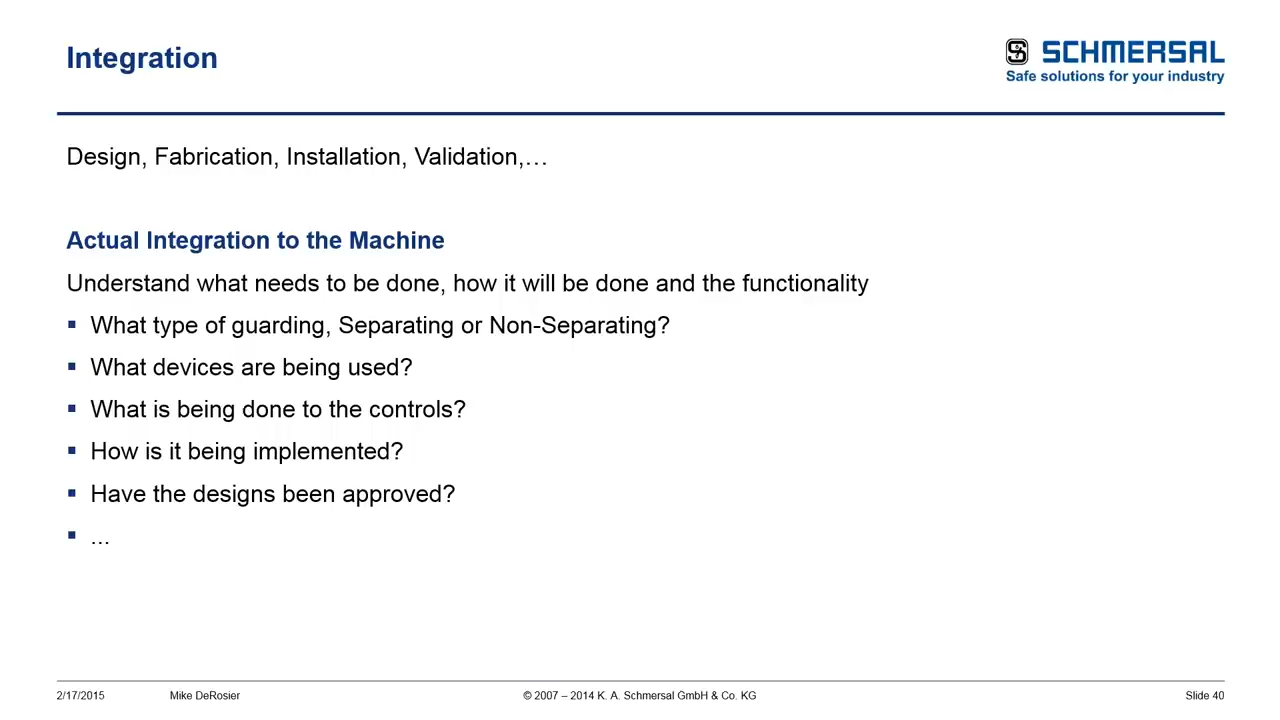 Integration
SCHMERSAL
Safe solutions for your industry
Design, Fabrication, Installation, Validation,…
Actual Integration to the Machine
Understand what needs to be done, how it will be done and the functionality
▪ What type of guarding, Separating or Non-Separating?
▪ What devices are being used?
▪ What is being done to the controls?
▪ How is it being implemented?
▪ Have the designs been approved?
▪ ...
2/17/2015 Mike DeRosier © 2007 – 2014 K. A. Schmersal GmbH & Co. KG Slide 40